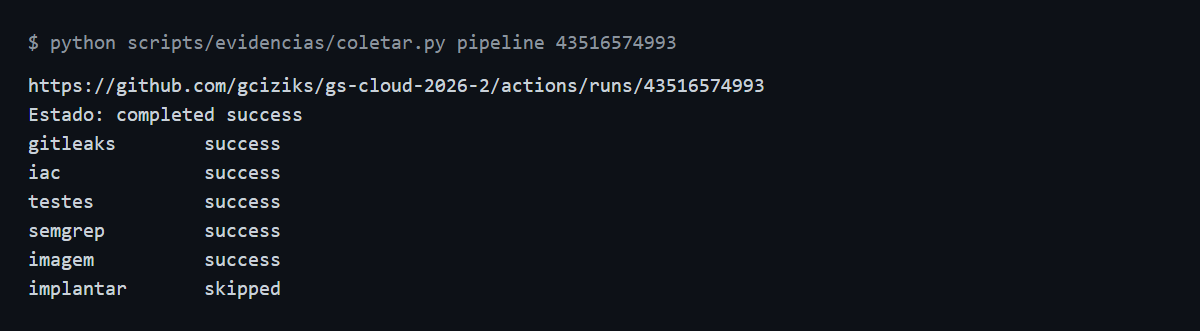 $ python scripts/evidencias/coletar.py pipeline 43516574993
https://github.com/gciziks/gs-cloud-2026-2/actions/runs/43516574993
Estado: completed success
gitleaks success
iac success
testes success
semgrep success
imagem success
implantar skipped